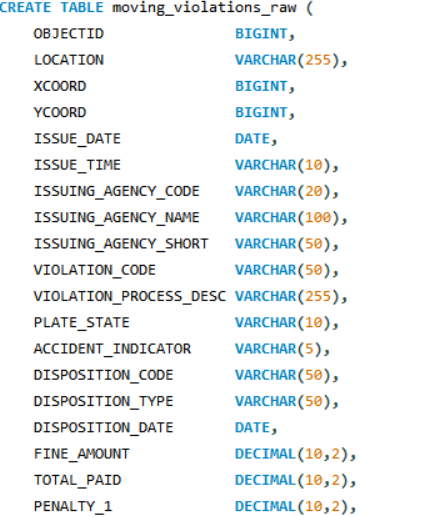 CREATE TABLE moving_violations_raw (
OBJECTID BIGINT,
LOCATION VARCHAR(255),
XCOORD BIGINT,
YCOORD BIGINT,
ISSUE_DATE DATE,
ISSUE_TIME VARCHAR(10),
ISSUING_AGENCY_CODE VARCHAR(20),
ISSUING_AGENCY_NAME VARCHAR(100),
ISSUING_AGENCY_SHORT VARCHAR(50),
VIOLATION_CODE VARCHAR(50),
VIOLATION_PROCESS_DESC VARCHAR(255),
PLATE_STATE VARCHAR(10),
ACCIDENT_INDICATOR VARCHAR(5),
DISPOSITION_CODE VARCHAR(50),
DISPOSITION_TYPE VARCHAR(50),
DISPOSITION_DATE DATE,
FINE_AMOUNT DECIMAL(10,2),
TOTAL_PAID DECIMAL(10,2),
PENALTY_1 DECIMAL(10,2),